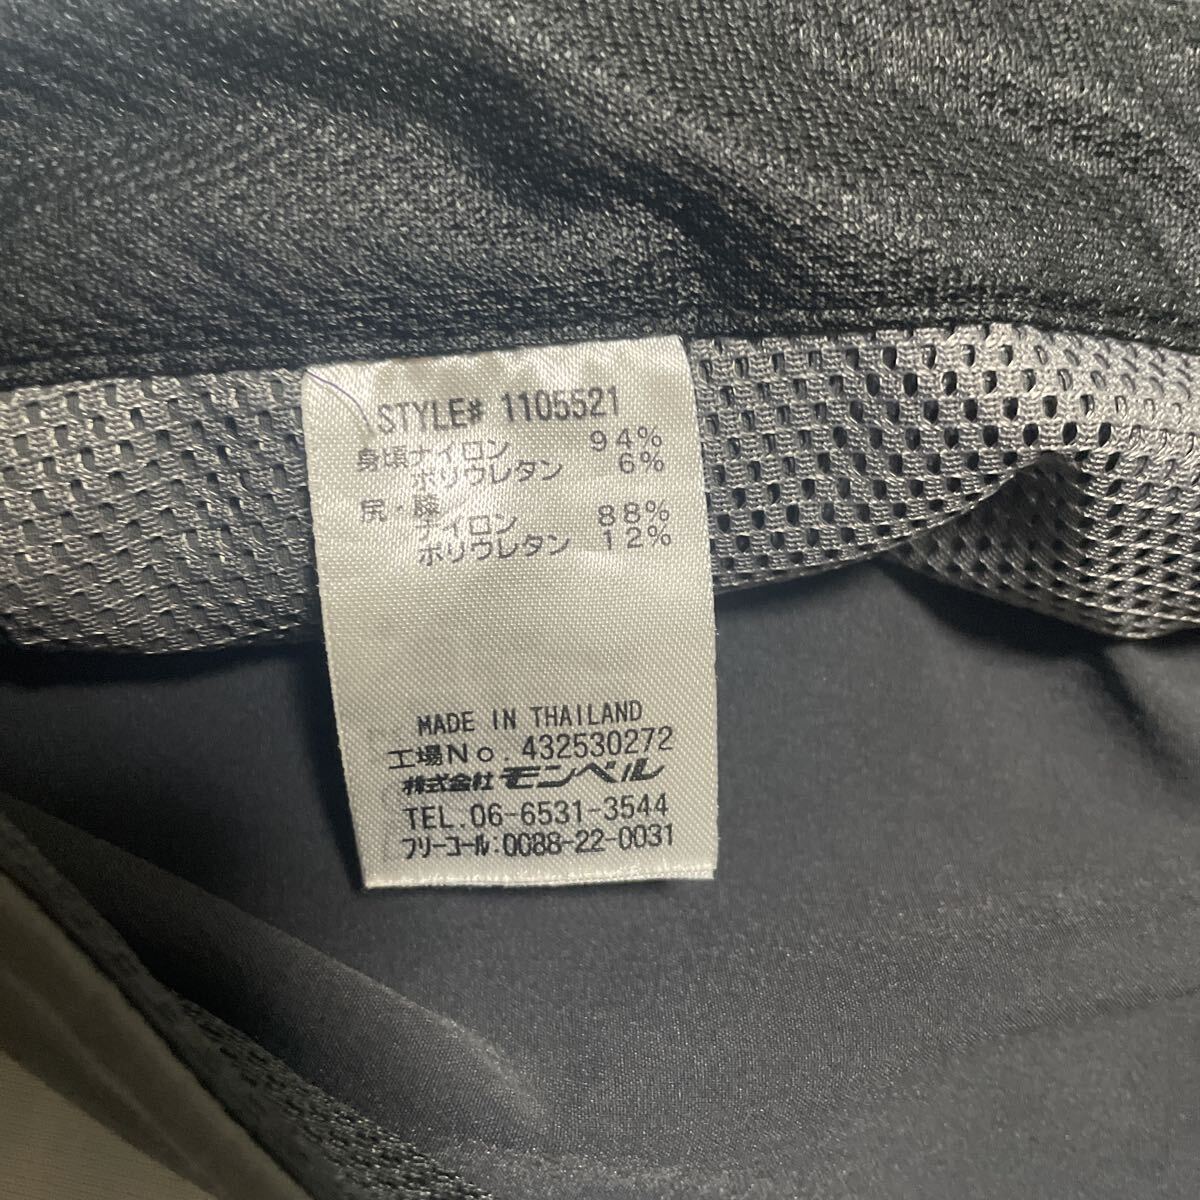 STYLE# 1105521
身頃ナイロン 94%
ポリウレタン 6%
尻・膝
ナイロン 88%
ポリウレタン 12%
MADE IN THAILAND
工場No. 432530272
株式会社 モンベル
TEL. 06-6531-3544
フリーコール:0088-22-0031